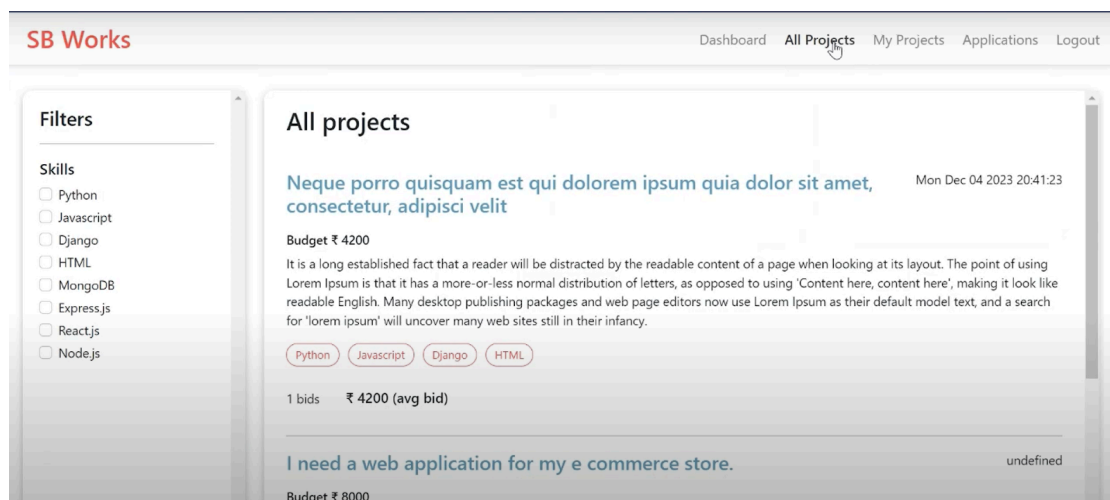 SB Works
Dashboard All Projects My Projects Applications Logout
Filters
Skills
Python
Javascript
Django
HTML
MongoDB
Express.js
React.js
Node.js
All projects
Neque porro quisquam est qui dolorem ipsum quia dolor sit amet,
consectetur, adipisci velit
Mon Dec 04 2023 20:41:23
Budget ₹ 4200
It is a long established fact that a reader will be distracted by the readable content of a page when looking at its layout. The point of using
Lorem Ipsum is that it has a more-or-less normal distribution of letters, as opposed to using 'Content here, content here', making it look like
readable English. Many desktop publishing packages and web page editors now use Lorem Ipsum as their default model text, and a search
for 'lorem ipsum' will uncover many web sites still in their infancy.
Python Javascript Django HTML
1 bids ₹ 4200 (avg bid)
I need a web application for my e commerce store.
undefined
Budget ₹ 8000